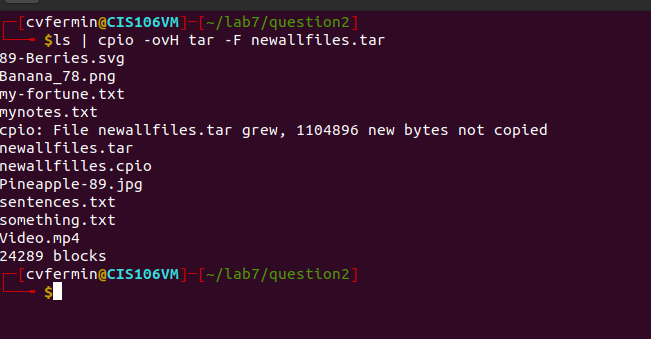 [cvfermin@CIS106VM]-[~/lab7/question2]
$ls | cpio -ovH tar -F newallfiles.tar
89-Berries.svg
Banana_78.png
my-fortune.txt
mynotes.txt
cpio: File newallfiles.tar grew, 1104896 new bytes not copied
newallfiles.tar
newallfilles.cpio
Pineapple-89.jpg
sentences.txt
something.txt
Video.mp4
24289 blocks
[cvfermin@CIS106VM]-[~/lab7/question2]
$